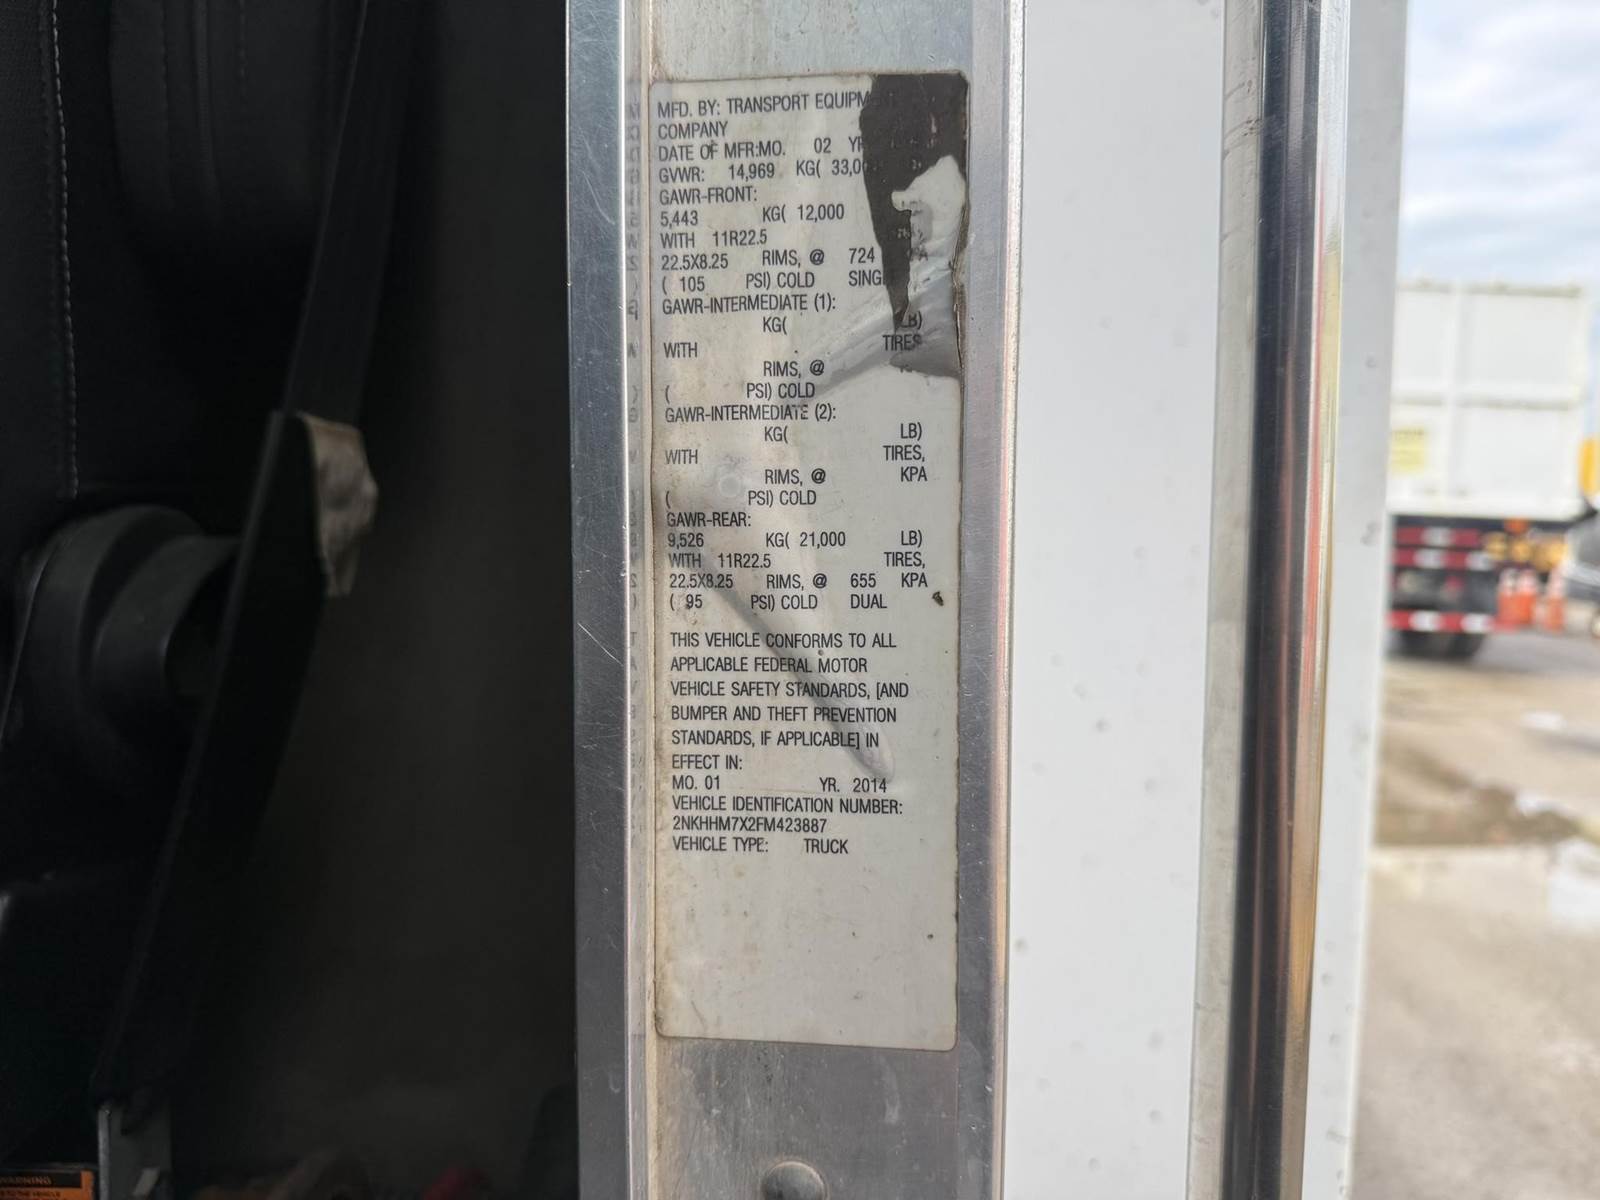 MFD. BY: TRANSPORT EQUIPM
COMPANY
DATE OF MFR:MO. 02 YR
GVWR: 14,969 KG( 33,0
GAWR-FRONT:
5,443 KG( 12,000
WITH 11R22.5
22.5X8.25 RIMS, @ 724
( 105 PSI) COLD SINGL
GAWR-INTERMEDIATE (1):
KG( LB)
WITH TIRES
RIMS, @
( PSI) COLD
GAWR-INTERMEDIATE (2):
KG( LB)
WITH TIRES,
RIMS, @ KPA
( PSI) COLD
GAWR-REAR:
9,526 KG( 21,000 LB)
WITH 11R22.5 TIRES,
22.5X8.25 RIMS, @ 655 KPA
( 95 PSI) COLD DUAL
THIS VEHICLE CONFORMS TO ALL
APPLICABLE FEDERAL MOTOR
VEHICLE SAFETY STANDARDS, [AND
BUMPER AND THEFT PREVENTION
STANDARDS, IF APPLICABLE] IN
EFFECT IN:
MO. 01 YR. 2014
VEHICLE IDENTIFICATION NUMBER:
2NKHHM7X2FM423887
VEHICLE TYPE: TRUCK
WARNING